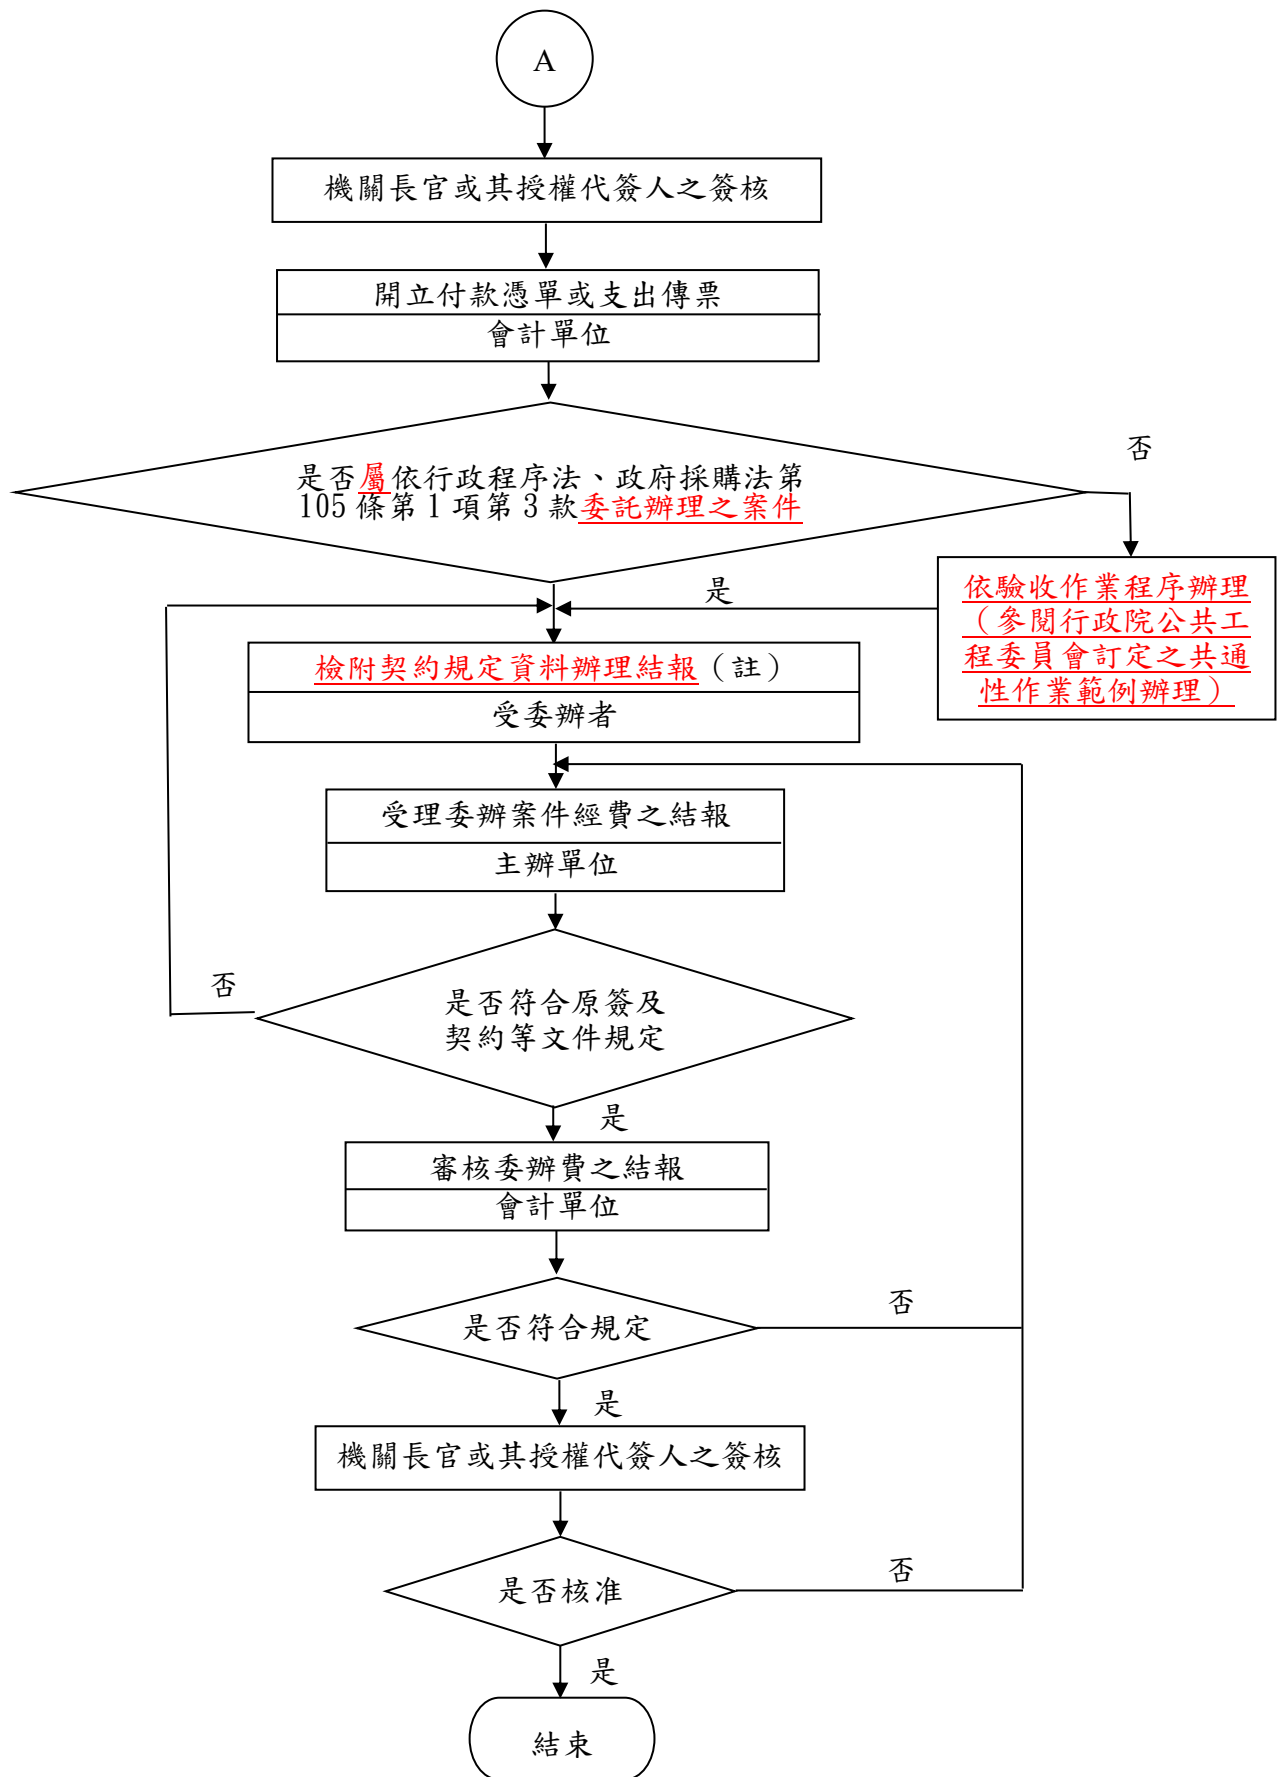 A
機關長官或其授權代簽人之簽核
開立付款憑單或支出傳票
會計單位
否
是否屬依行政程序法、政府採購法第
105條第1項第3款委託辦理之案件
是
依驗收作業程序辦理
（參閱行政院公共工
程委員會訂定之共通
性作業範例辦理）
檢附契約規定資料辦理結報（註）
受委辦者
受理委辦案件經費之結報
主辦單位
否
是否符合原簽及
契約等文件規定
是
審核委辦費之結報
會計單位
否
是否符合規定
是
機關長官或其授權代簽人之簽核
否
是否核准
是
結束